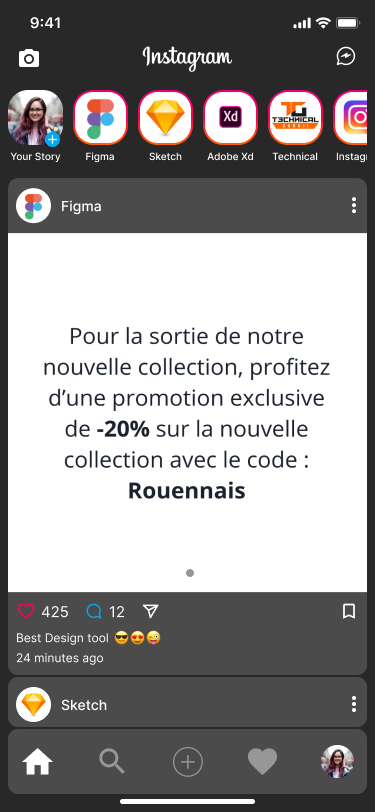 9:41
Instagram
Your Story
Figma
Sketch
Adobe Xd
Technical
Instagr
Xd
TECHNICAL
Figma
Pour la sortie de notre
nouvelle collection, profitez
d’une promotion exclusive
de -20% sur la nouvelle
collection avec le code :
Rouennais
425
12
Best Design tool 😎😍😜
24 minutes ago
Sketch